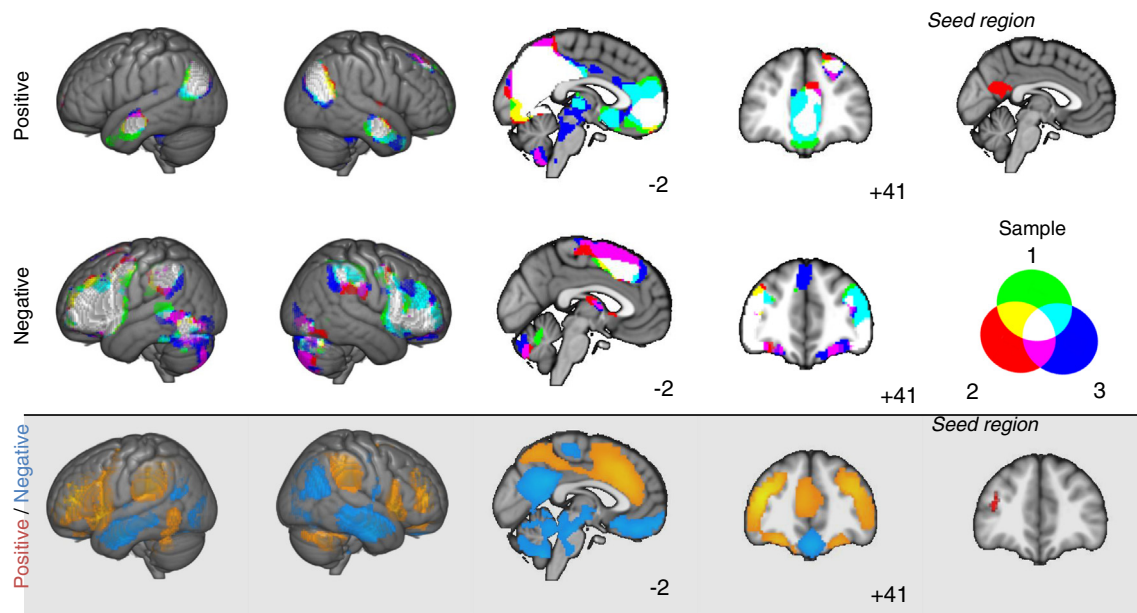 Seed region
Positive
-2
+41
Sample
1
Negative
2
3
-2
+41
Seed region
Positive / Negative
-2
+41